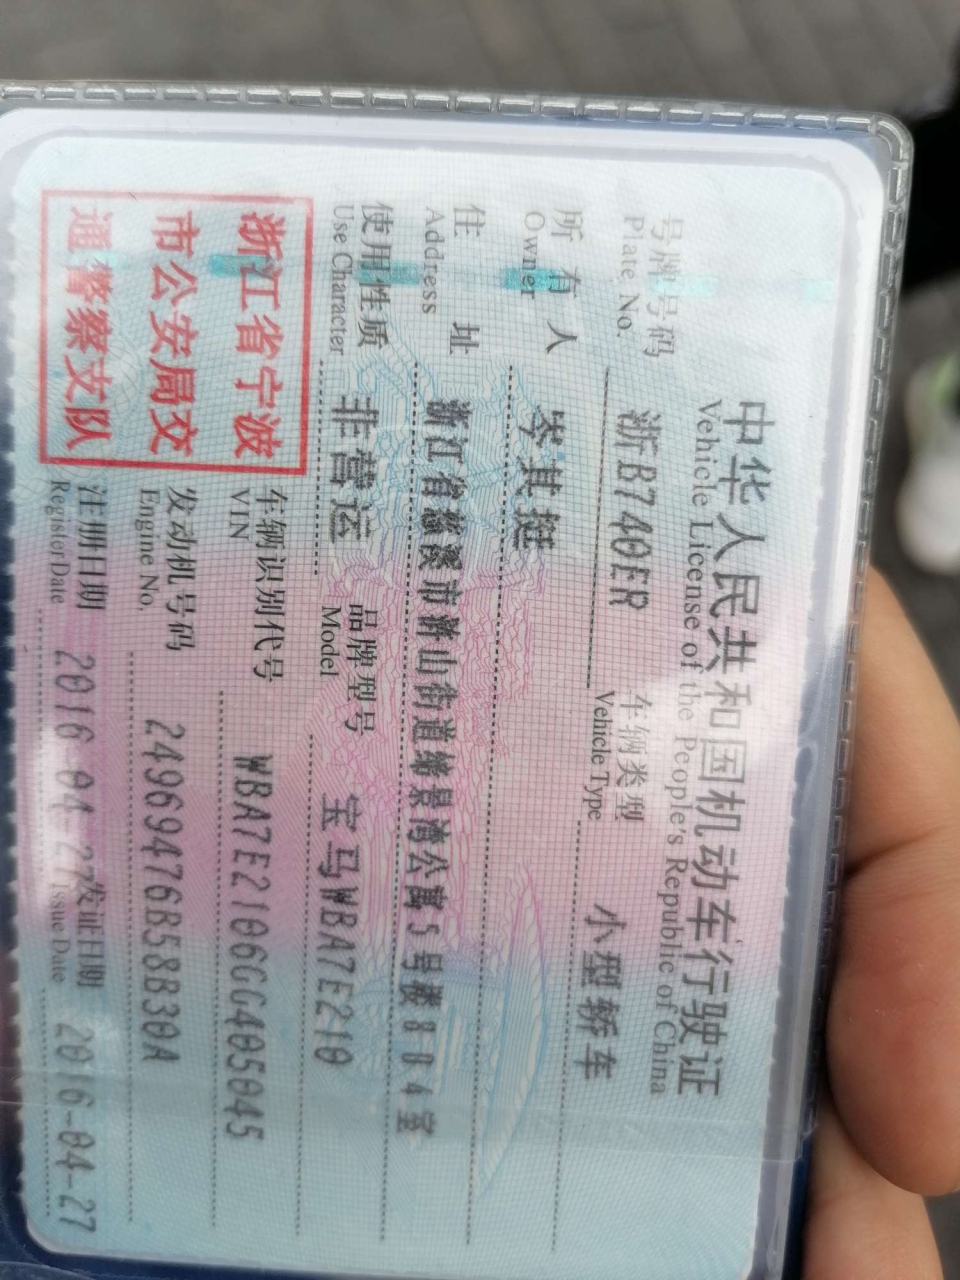 中华人民共和国机动车行驶证
Vehicle License of the People's Republic of China
号牌号码 浙B740ER 车辆类型 小型轿车
Plate No. Vehicle Type
所有人 岑其挺
Owner
住址 浙江省慈溪市浒山街道绪景湾公寓5号楼804室
Address
使用性质 非营运 品牌型号 宝马WBA7E210
Use Character Model
浙江省宁波
市公安局交
通警察支队
车辆识别代号 WBA7E2106GG405045
VIN
发动机号码 24969476B58B30A
Engine No.
注册日期 2016-04-27 发证日期 2016-04-27
Register Date Issue Date